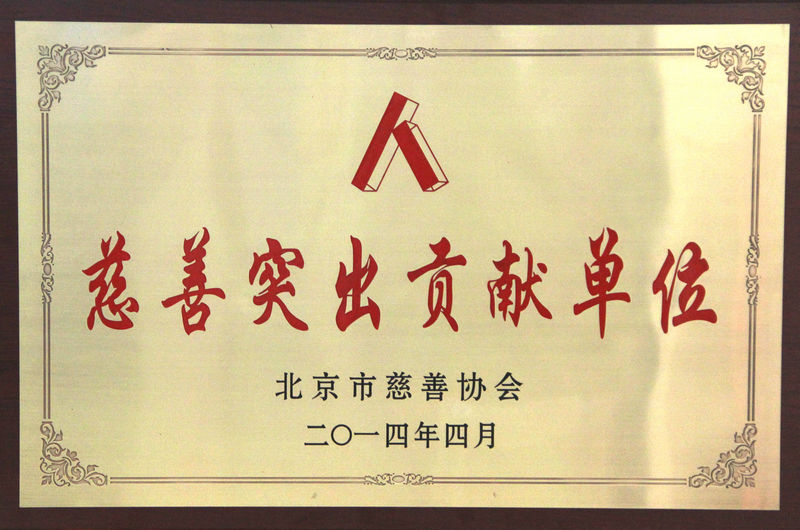 慈善突出贡献单位
北京市慈善协会
二〇一四年四月